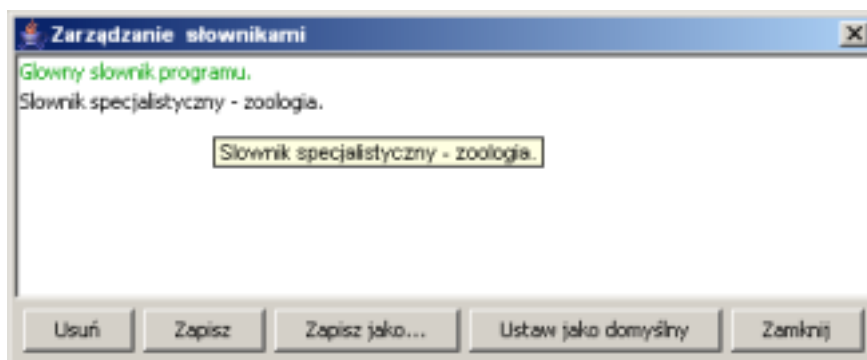 Zarządzanie słownikami
Glowny slownik programu.
Slownik specjalistyczny - zoologia.
Slownik specjalistyczny - zoologia.
Usuń Zapisz Zapisz jako... Ustaw jako domyślny Zamknij